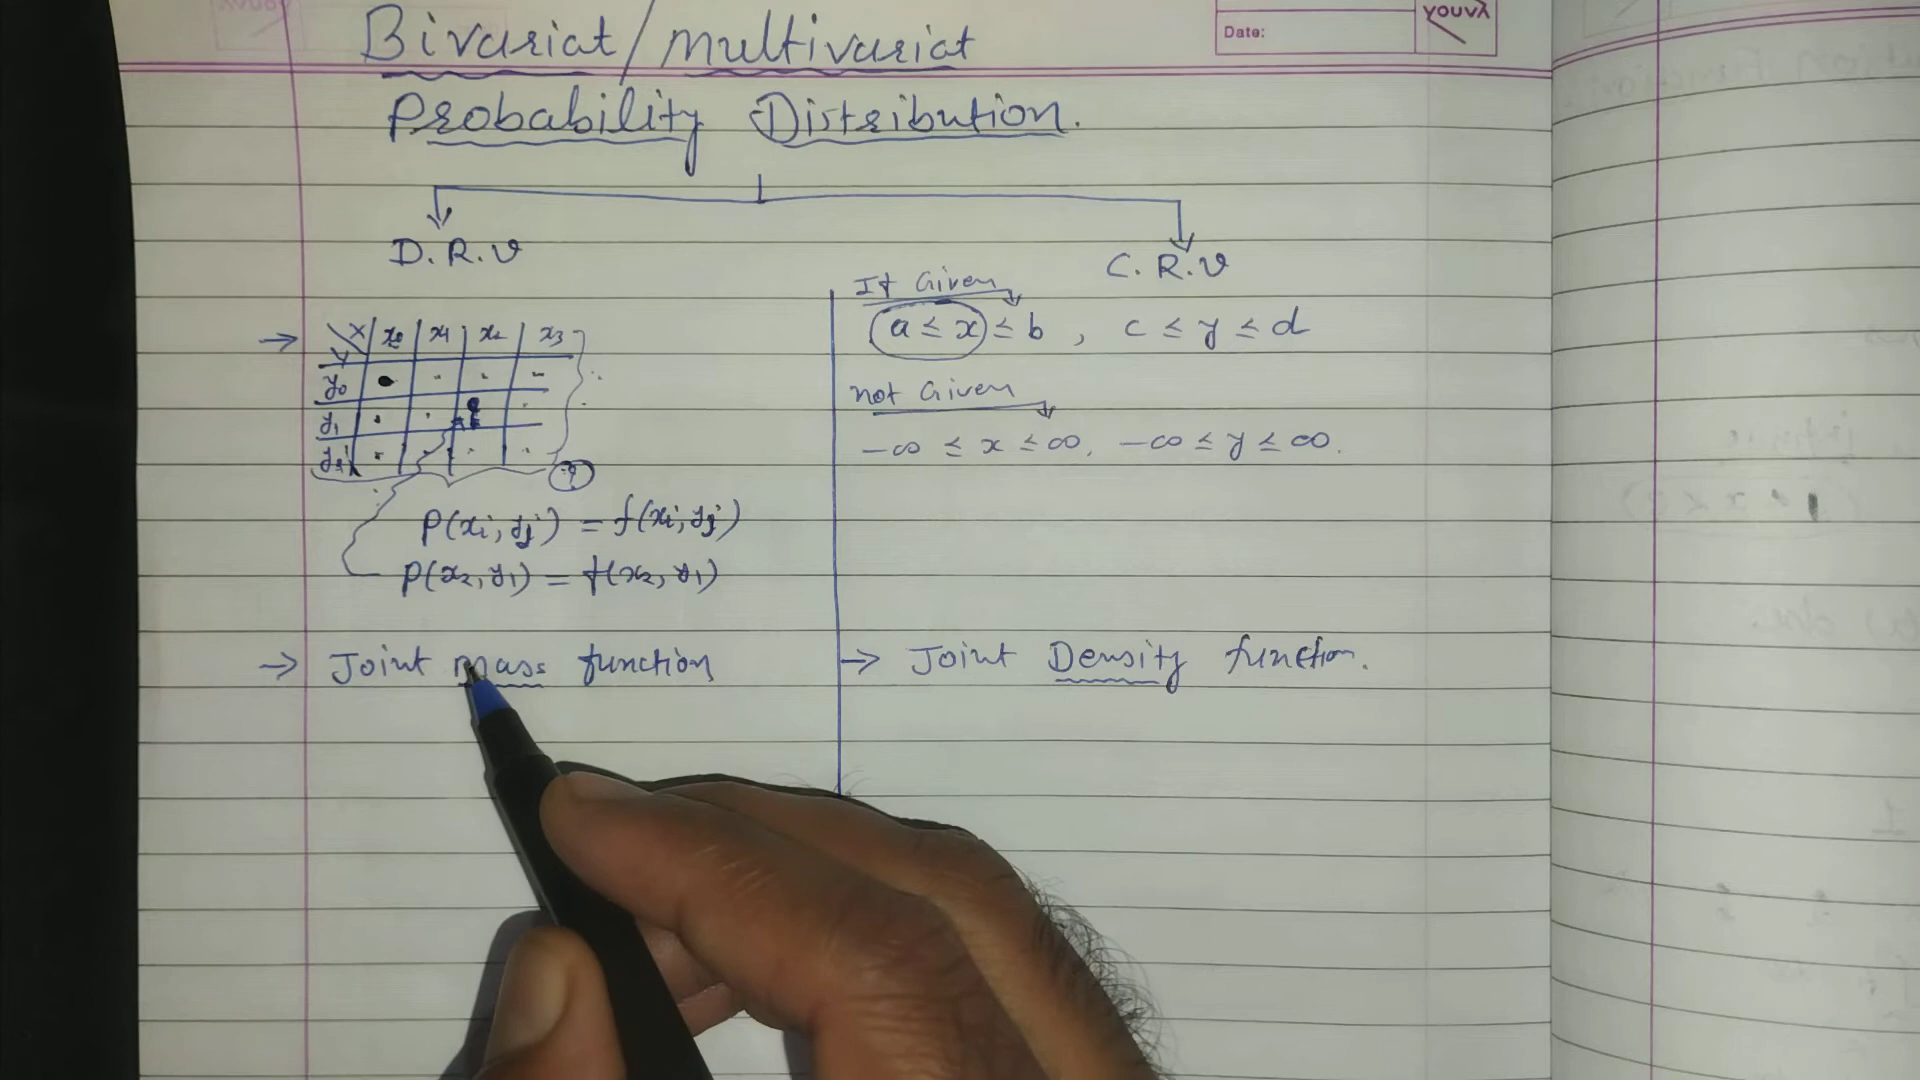 Bivariat/multivariat
Date:
YOUVA
Probability Distribution.
D.R.V
C.R.V
If Given
a ≤ x ≤ b, c ≤ y ≤ d
X x0 x1 x2 x3
Y
y0
y1
not Given
-∞ ≤ x ≤ ∞, -∞ ≤ y ≤ ∞.
P(xi, yj) = f(xi, yj)
P(x2, y1) = f(x2, y1)
→ Joint mass function
→ Joint Density function.